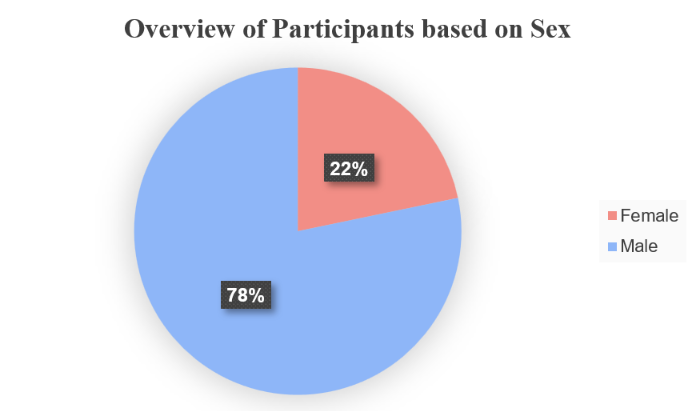 Overview of Participants based on Sex
22%
Female
Male
78%